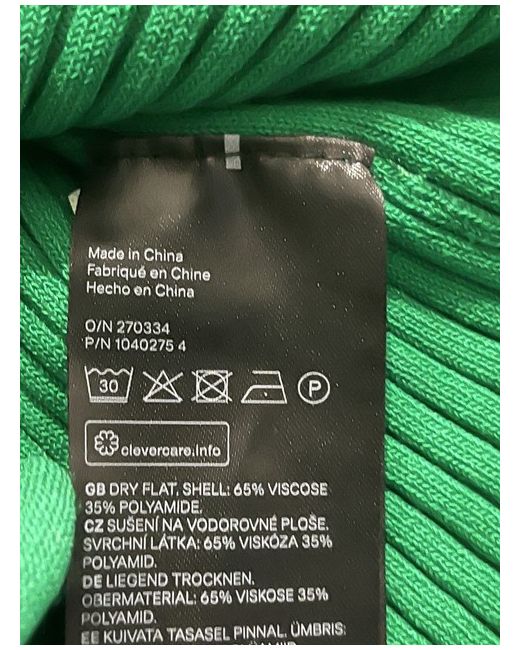 Made in China
Fabriqué en Chine
Hecho en China
O/N 270334
P/N 1040275 4
30
P
clevercare.info
GB DRY FLAT. SHELL: 65% VISCOSE
35% POLYAMIDE.
CZ SUŠENÍ NA VODOROVNÉ PLOŠE.
SVRCHNÍ LÁTKA: 65% VISKÓZA 35%
POLYAMID.
DE LIEGEND TROCKNEN.
OBERMATERIAL: 65% VISKOSE 35%
POLYAMID.
EE KUIVATA TASASEL PINNAL. ÜMBRIS: